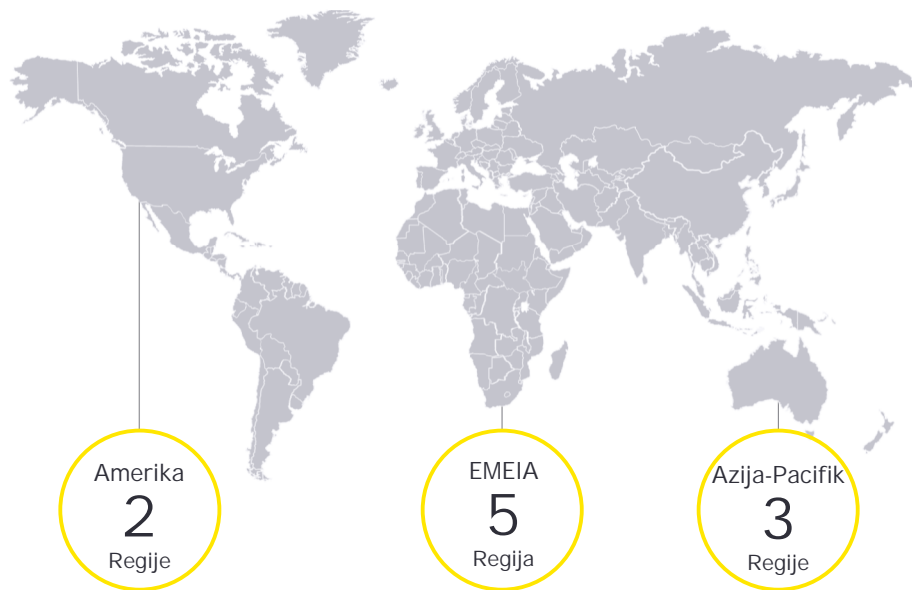 Amerika
2
Regije
EMEIA
5
Regija
Azija-Pacifik
3
Regije